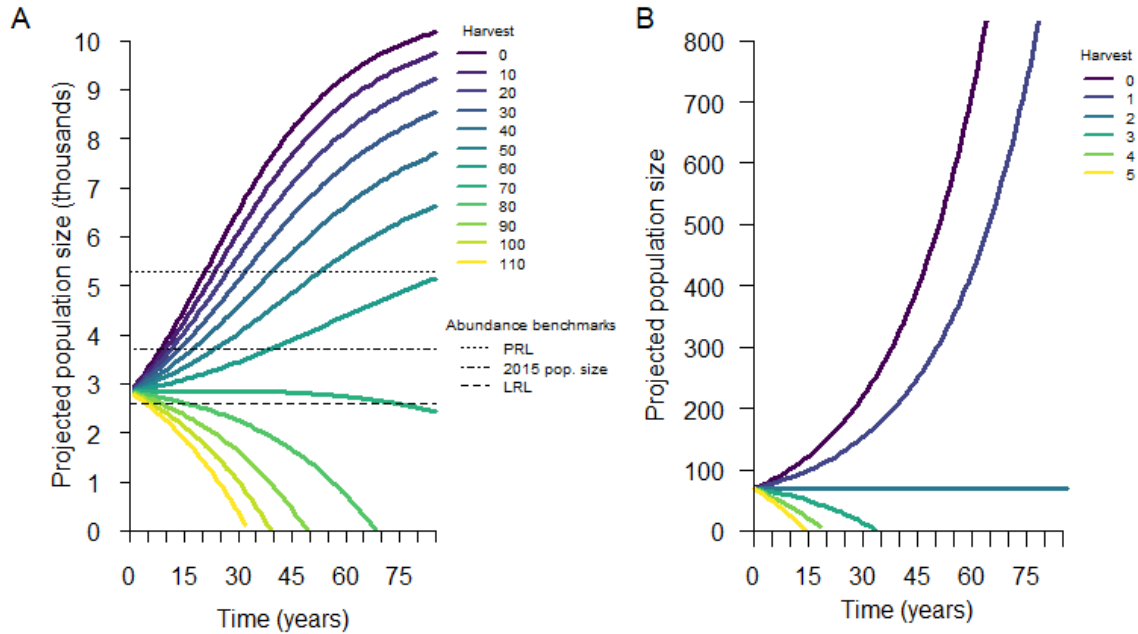 A
Projected population size (thousands)
10
9
8
7
6
5
4
3
2
1
0
0 15 30 45 60 75
Time (years)
Harvest
0
10
20
30
40
50
60
70
80
90
100
110
Abundance benchmarks
PRL
2015 pop. size
LRL
B
Projected population size
800
700
600
500
400
300
200
100
0
0 15 30 45 60 75
Time (years)
Harvest
0
1
2
3
4
5